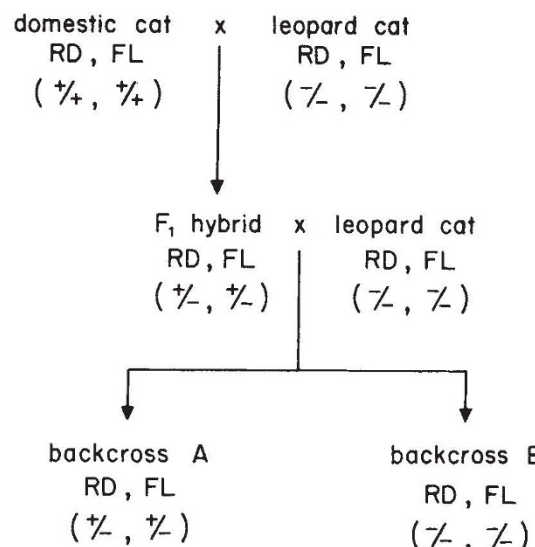 domestic cat x leopard cat
RD, FL RD, FL
(+/+, +/+) (-/-, -/-)
F₁ hybrid x leopard cat
RD, FL RD, FL
(+/-, +/-) (-/-, -/-)
backcross A backcross B
RD, FL RD, FL
(+/-, +/-) (-/-, -/-)